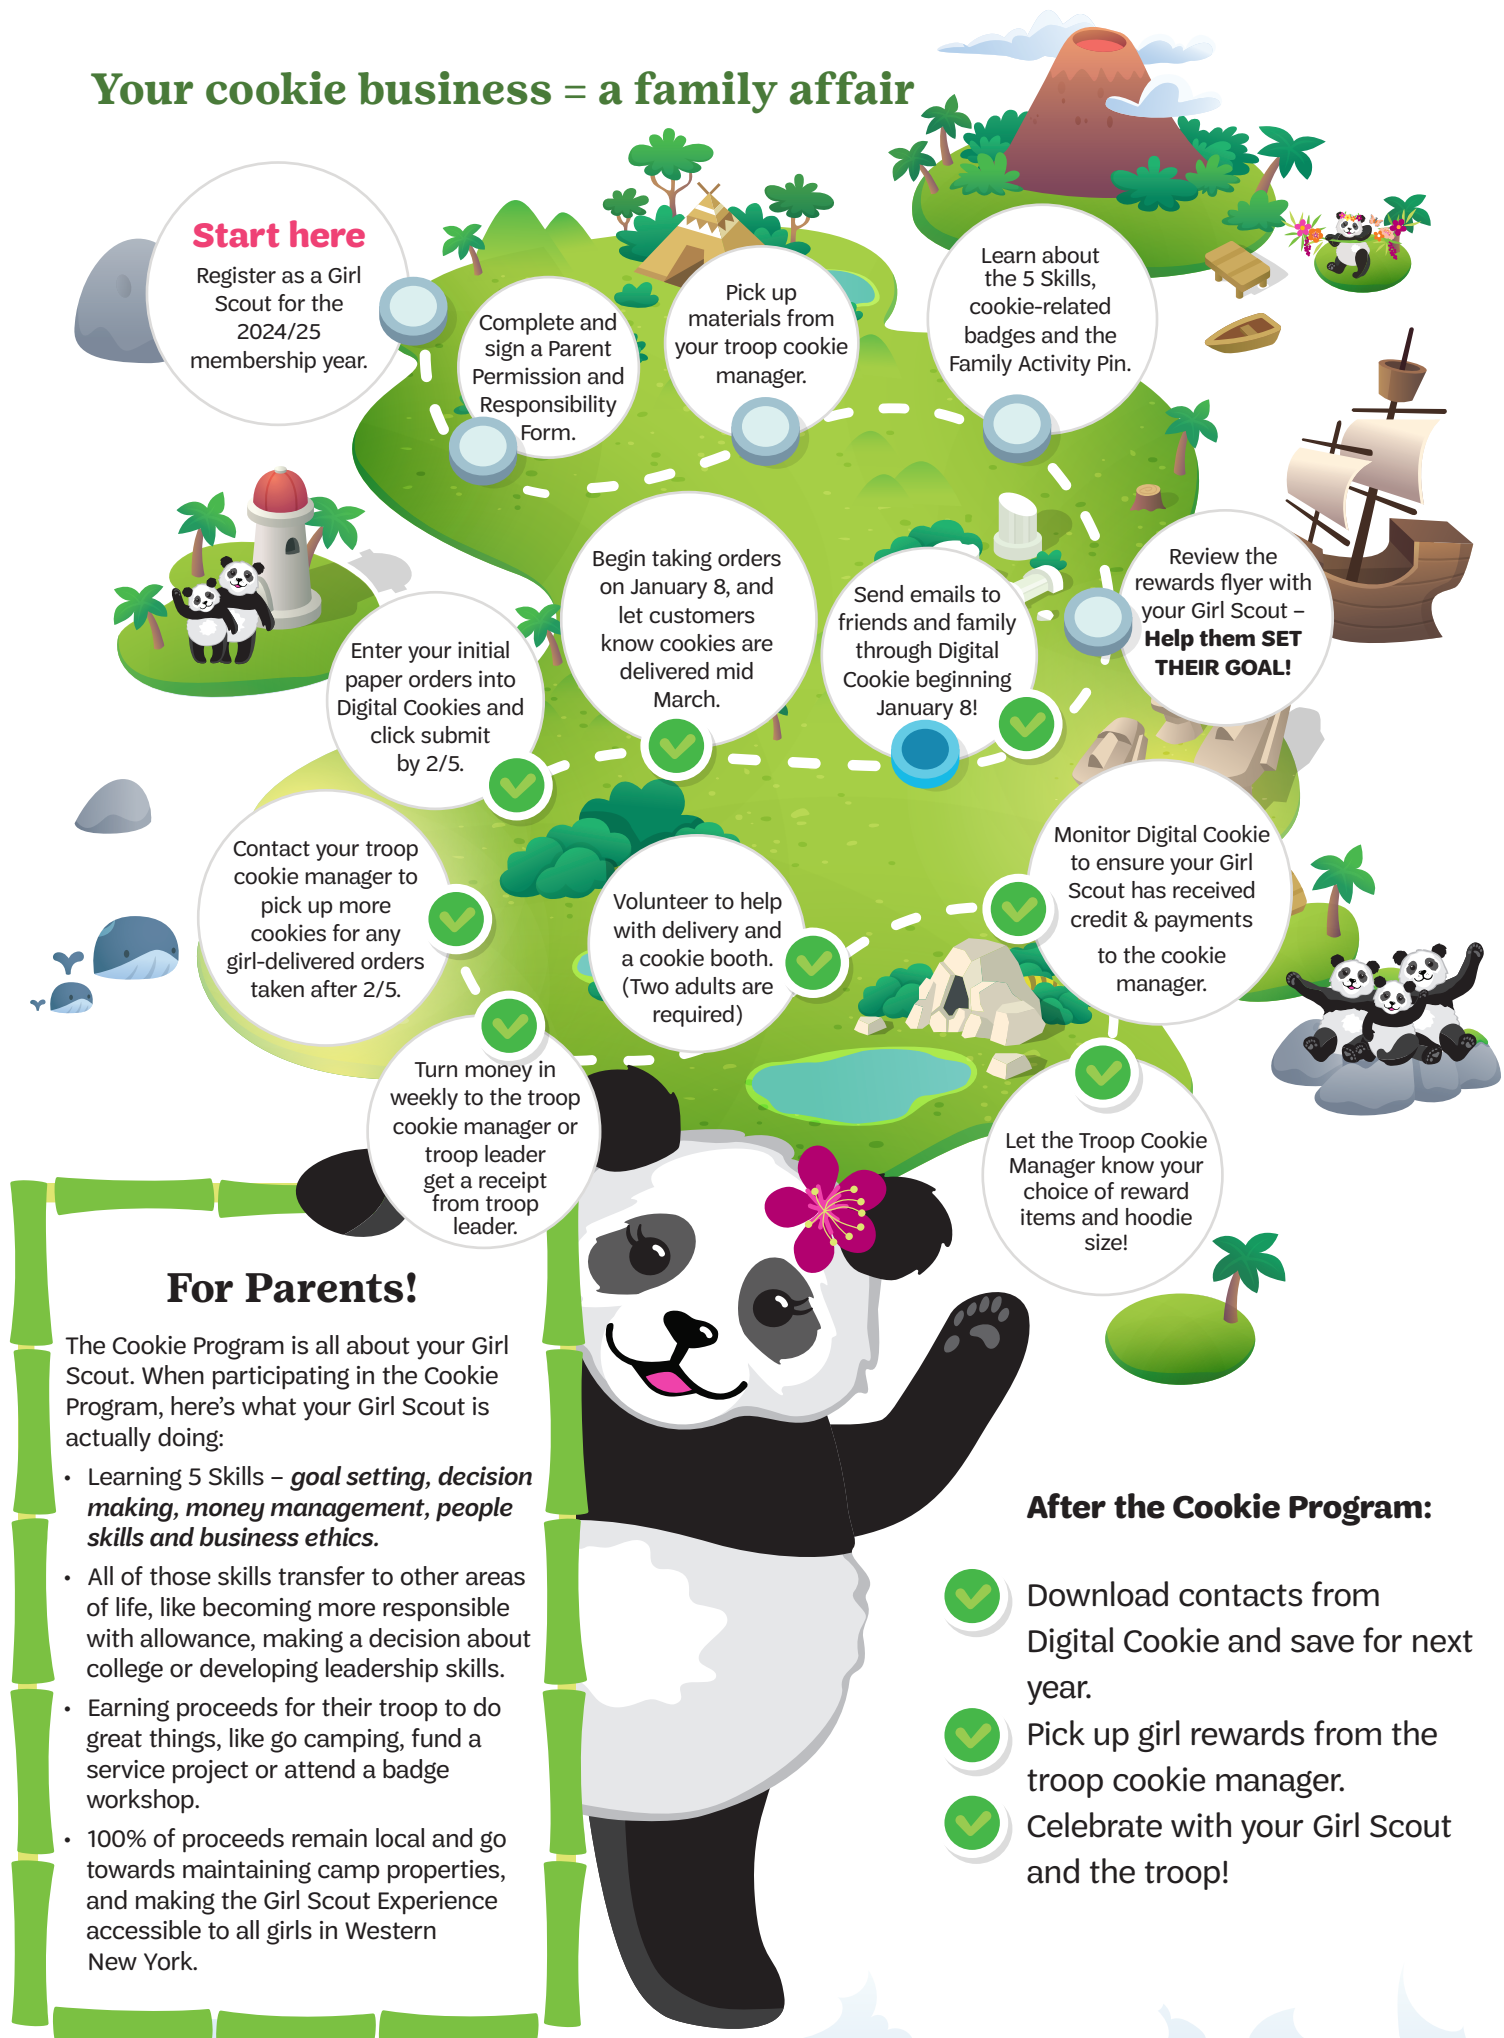 Your cookie business = a family affair
Start here
Register as a Girl
Scout for the
2024/25
membership year.
Complete and
sign a Parent
Permission and
Responsibility
Form.
Pick up
materials from
your troop cookie
manager.
Learn about
the 5 Skills,
cookie-related
badges and the
Family Activity Pin.
Review the
rewards flyer with
your Girl Scout –
Help them SET
THEIR GOAL!
Send emails to
friends and family
through Digital
Cookie beginning
January 8!
Begin taking orders
on January 8, and
let customers
know cookies are
delivered mid
March.
Enter your initial
paper orders into
Digital Cookies and
click submit
by 2/5.
Contact your troop
cookie manager to
pick up more
cookies for any
girl-delivered orders
taken after 2/5.
Turn money in
weekly to the troop
cookie manager or
troop leader
get a receipt
from troop
leader.
Volunteer to help
with delivery and
a cookie booth.
(Two adults are
required)
Monitor Digital Cookie
to ensure your Girl
Scout has received
credit & payments
to the cookie
manager.
Let the Troop Cookie
Manager know your
choice of reward
items and hoodie
size!
For Parents!
The Cookie Program is all about your Girl
Scout. When participating in the Cookie
Program, here's what your Girl Scout is
actually doing:
• Learning 5 Skills – goal setting, decision
making, money management, people
skills and business ethics.
• All of those skills transfer to other areas
of life, like becoming more responsible
with allowance, making a decision about
college or developing leadership skills.
• Earning proceeds for their troop to do
great things, like go camping, fund a
service project or attend a badge
workshop.
• 100% of proceeds remain local and go
towards maintaining camp properties,
and making the Girl Scout Experience
accessible to all girls in Western
New York.
After the Cookie Program:
Download contacts from
Digital Cookie and save for next
year.
Pick up girl rewards from the
troop cookie manager.
Celebrate with your Girl Scout
and the troop!